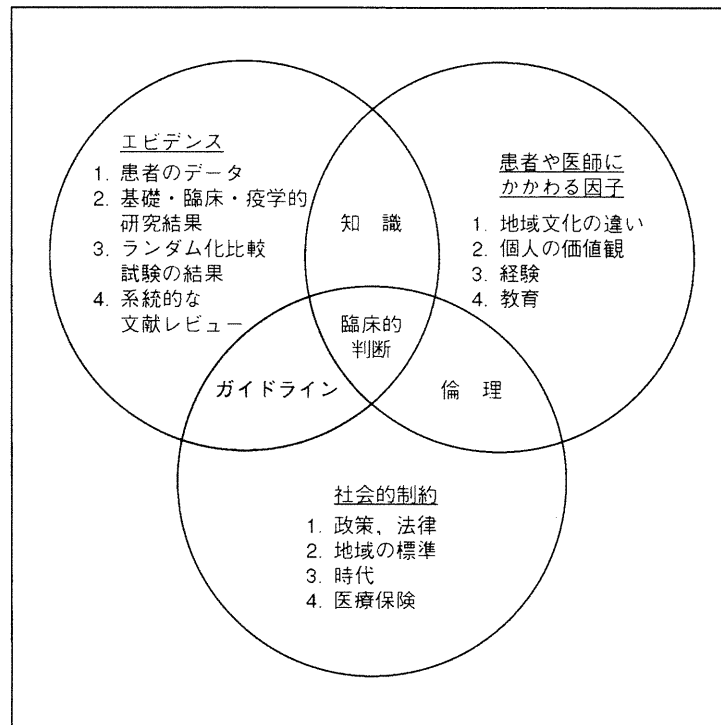 エビデンス
1. 患者のデータ
2. 基礎・臨床・疫学的
研究結果
3. ランダム化比較
試験の結果
4. 系統的な
文献レビュー
知 識
患者や医師に
かかわる因子
1. 地域文化の違い
2. 個人の価値観
3. 経験
4. 教育
臨床的
判断
ガイドライン
倫 理
社会的制約
1. 政策，法律
2. 地域の標準
3. 時代
4. 医療保険